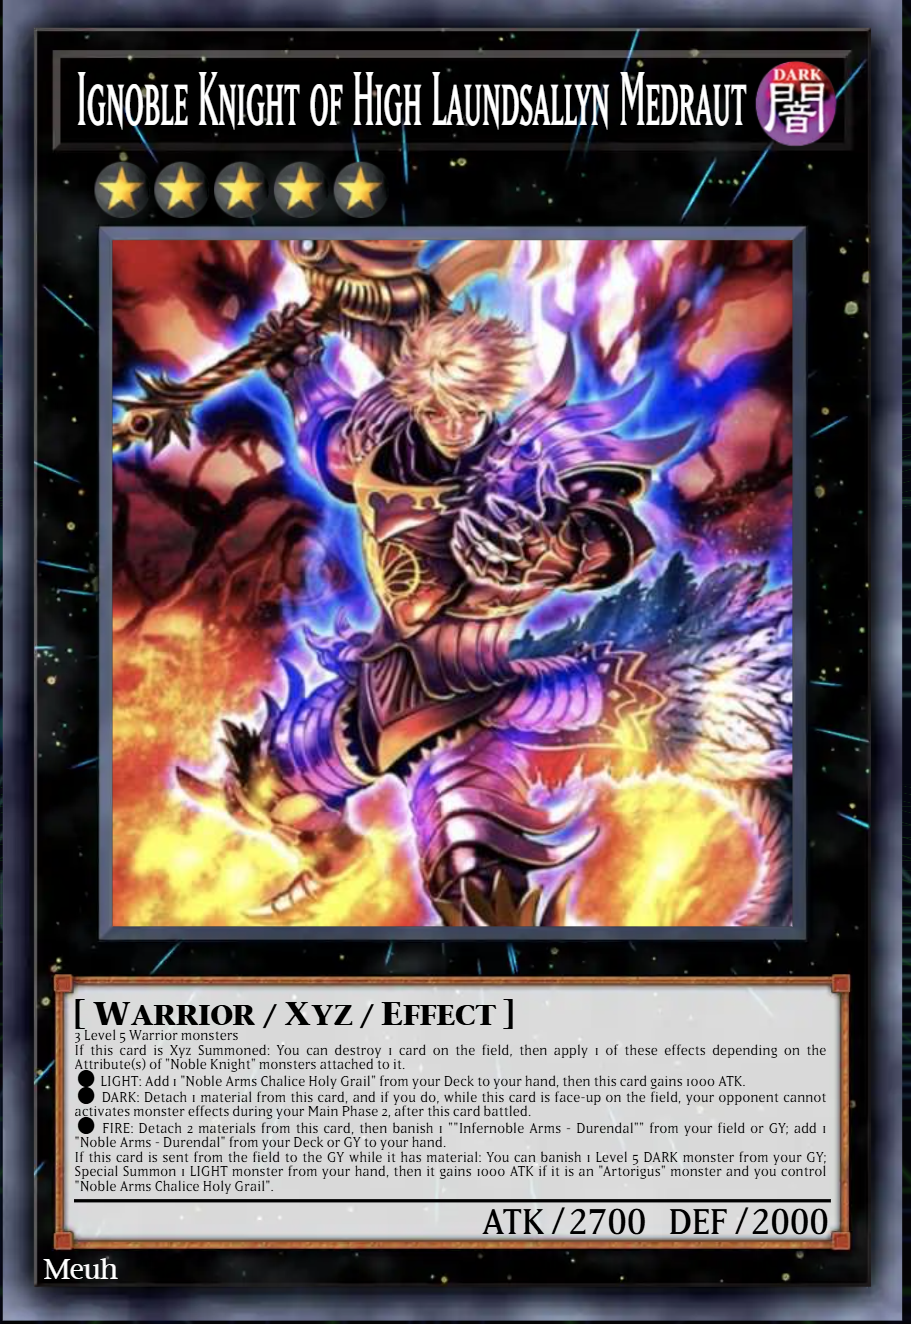 Ignoble Knight of High Laundsallyn Medraut
DARK
闇
[ Warrior / Xyz / Effect ]
3 Level 5 Warrior monsters
If this card is Xyz Summoned: You can destroy 1 card on the field, then apply 1 of these effects depending on the
Attribute(s) of "Noble Knight" monsters attached to it.
● LIGHT: Add 1 "Noble Arms Chalice Holy Grail" from your Deck to your hand, then this card gains 1000 ATK.
● DARK: Detach 1 material from this card, and if you do, while this card is face-up on the field, your opponent cannot
activates monster effects during your Main Phase 2, after this card battled.
● FIRE: Detach 2 materials from this card, then banish 1 ""Infernoble Arms - Durendal"" from your field or GY; add 1
"Noble Arms - Durendal" from your Deck or GY to your hand.
If this card is sent from the field to the GY while it has material: You can banish 1 Level 5 DARK monster from your GY;
Special Summon 1 LIGHT monster from your hand, then it gains 1000 ATK if it is an "Artorigus" monster and you control
"Noble Arms Chalice Holy Grail".
ATK / 2700 DEF / 2000
Meuh